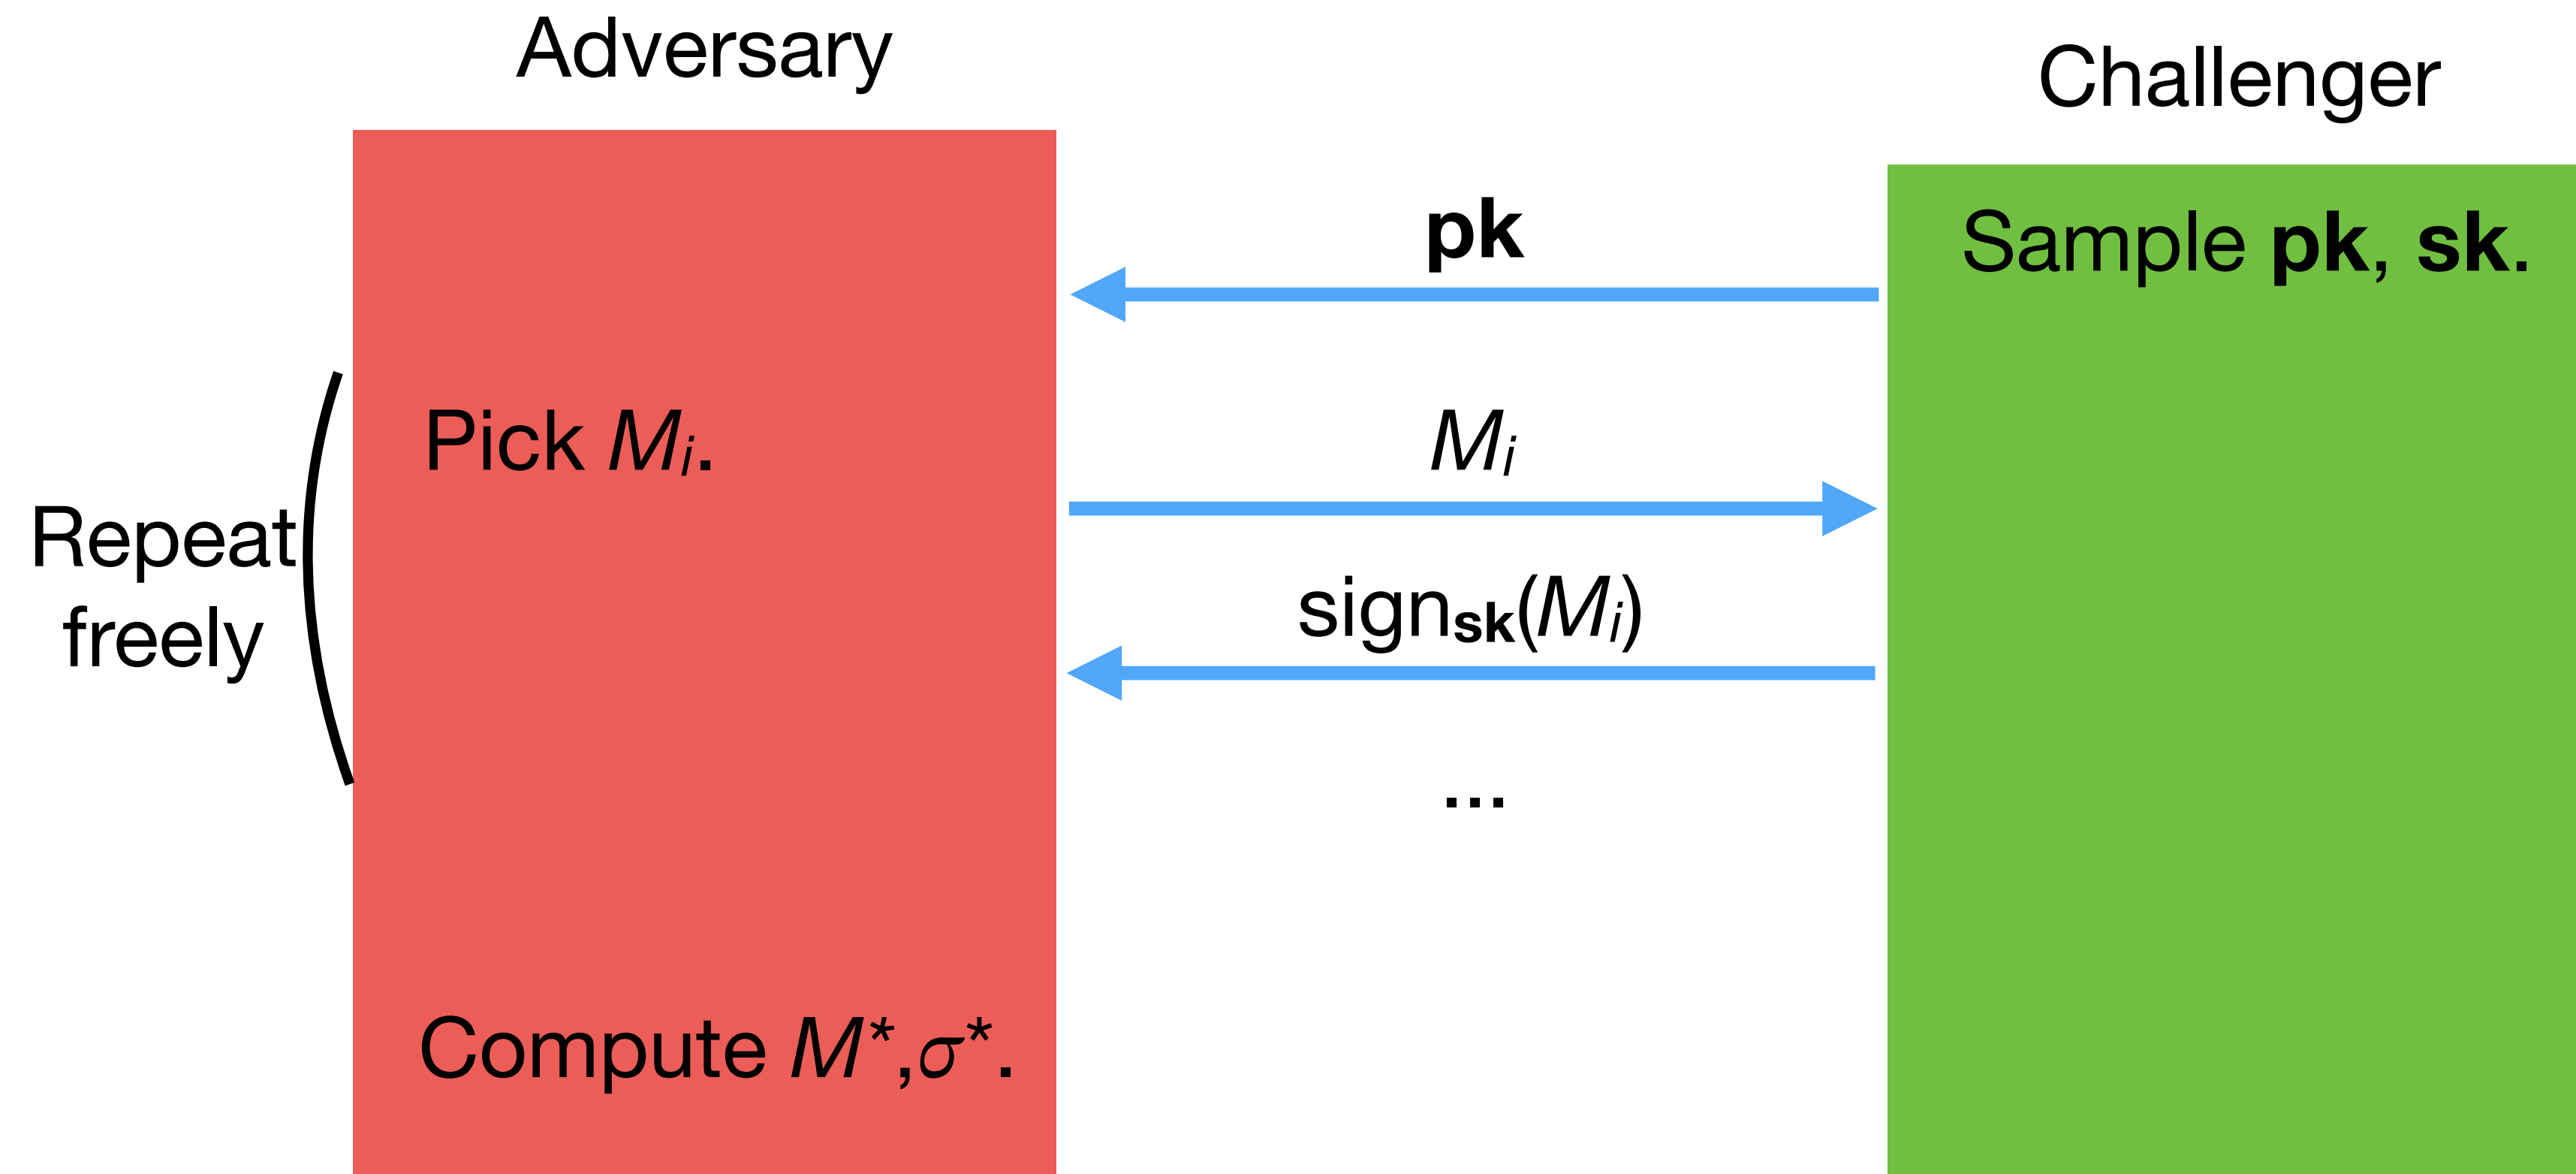 Adversary
Challenger
pk
Sample pk, sk.
Pick Mᵢ.
Mᵢ
Repeat
freely
signₛₖ(Mᵢ)
...
Compute M*,σ*.